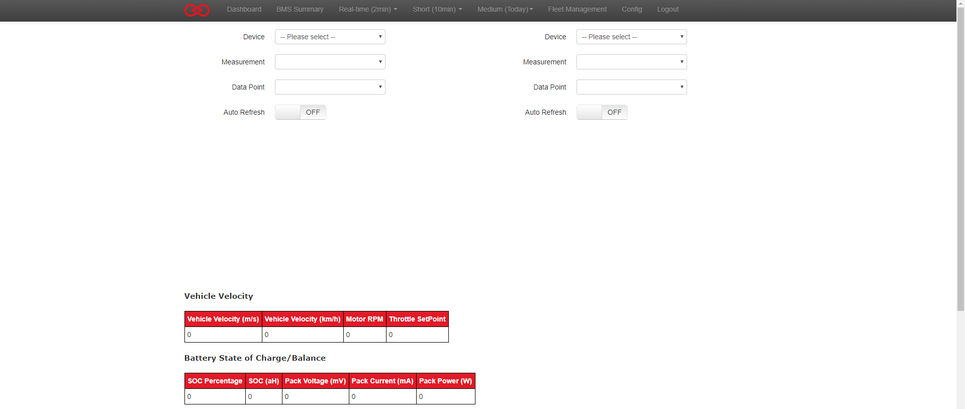 Dashboard BMS Summary Real-time (2min) Short (10min) Medium (Today) Fleet Management Config Logout
Device -- Please select -- Device -- Please select --
Measurement Measurement
Data Point Data Point
Auto Refresh OFF Auto Refresh OFF
Vehicle Velocity
Vehicle Velocity (m/s) Vehicle Velocity (km/h) Motor RPM Throttle SetPoint
0 0 0 0
Battery State of Charge/Balance
SOC Percentage SOC (aH) Pack Voltage (mV) Pack Current (mA) Pack Power (W)
0 0 0 0 0